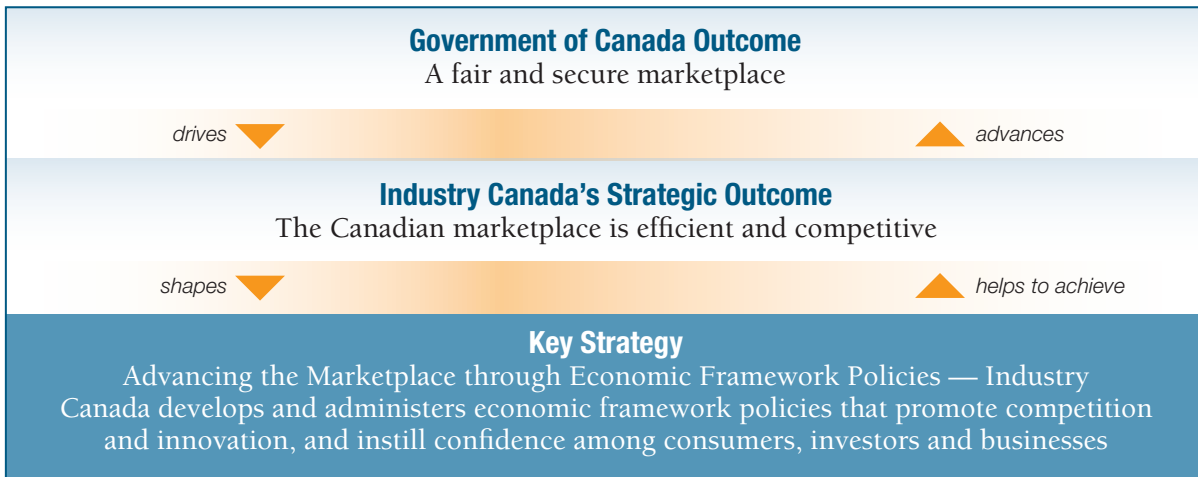 Government of Canada Outcome
A fair and secure marketplace
drives
advances
Industry Canada’s Strategic Outcome
The Canadian marketplace is efficient and competitive
shapes
helps to achieve
Key Strategy
Advancing the Marketplace through Economic Framework Policies — Industry
Canada develops and administers economic framework policies that promote competition
and innovation, and instill confidence among consumers, investors and businesses